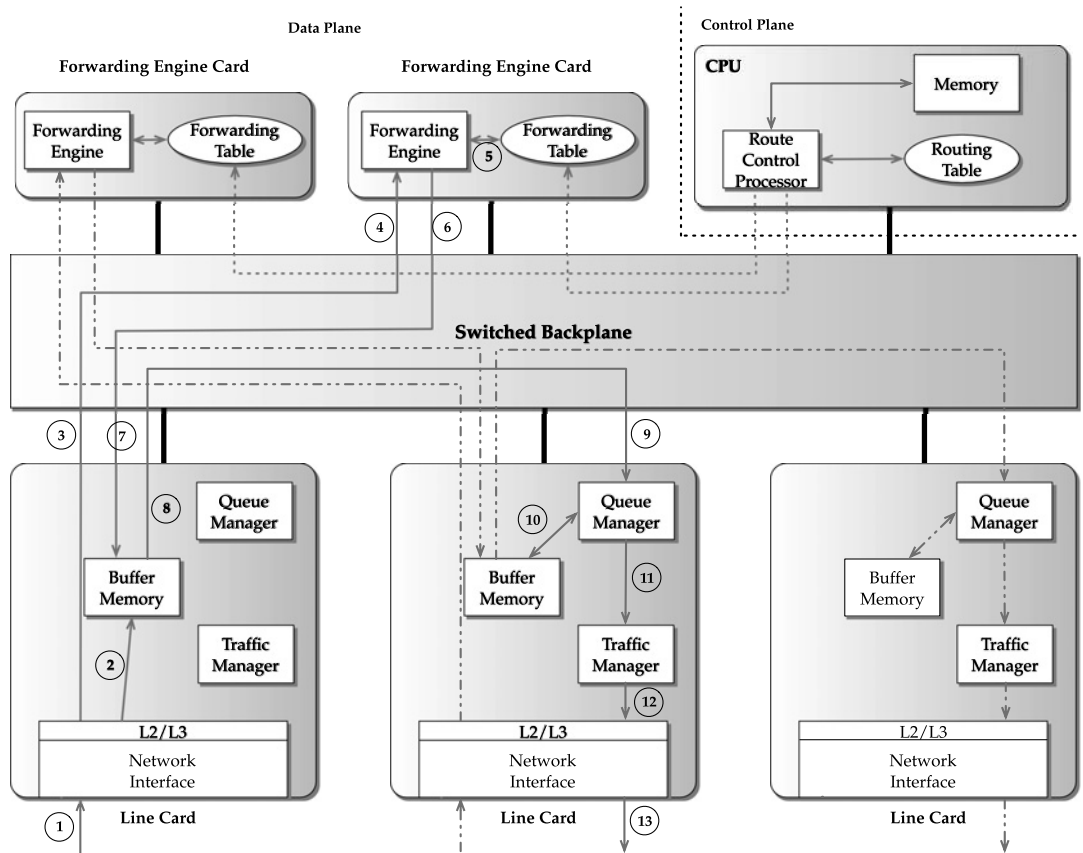 Data Plane
Control Plane
Forwarding Engine Card
Forwarding Engine Card
CPU
Forwarding
Engine
Forwarding
Table
Forwarding
Engine
5
Forwarding
Table
Memory
Route
Control
Processor
Routing
Table
4
6
Switched Backplane
3
7
9
8
Queue
Manager
Buffer
Memory
2
Traffic
Manager
L2/L3
Network
Interface
Line Card
1
10
Queue
Manager
Buffer
Memory
11
Traffic
Manager
12
L2/L3
Network
Interface
Line Card
13
Queue
Manager
Buffer
Memory
Traffic
Manager
L2/L3
Network
Interface
Line Card